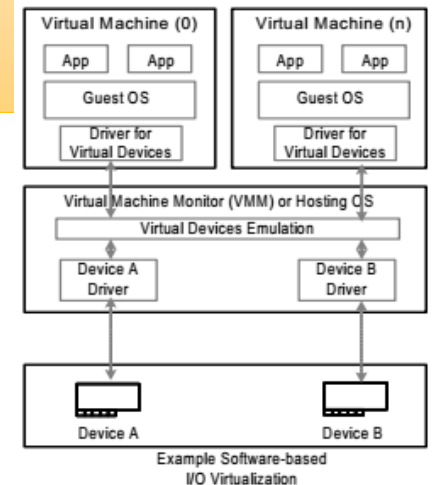 Virtual Machine (0)
App App
Guest OS
Driver for
Virtual Devices
Virtual Machine (n)
App App
Guest OS
Driver for
Virtual Devices
Virtual Machine Monitor (VMM) or Hosting OS
Virtual Devices Emulation
Device A
Driver
Device B
Driver
Device A
Device B
Example Software-based
I/O Virtualization